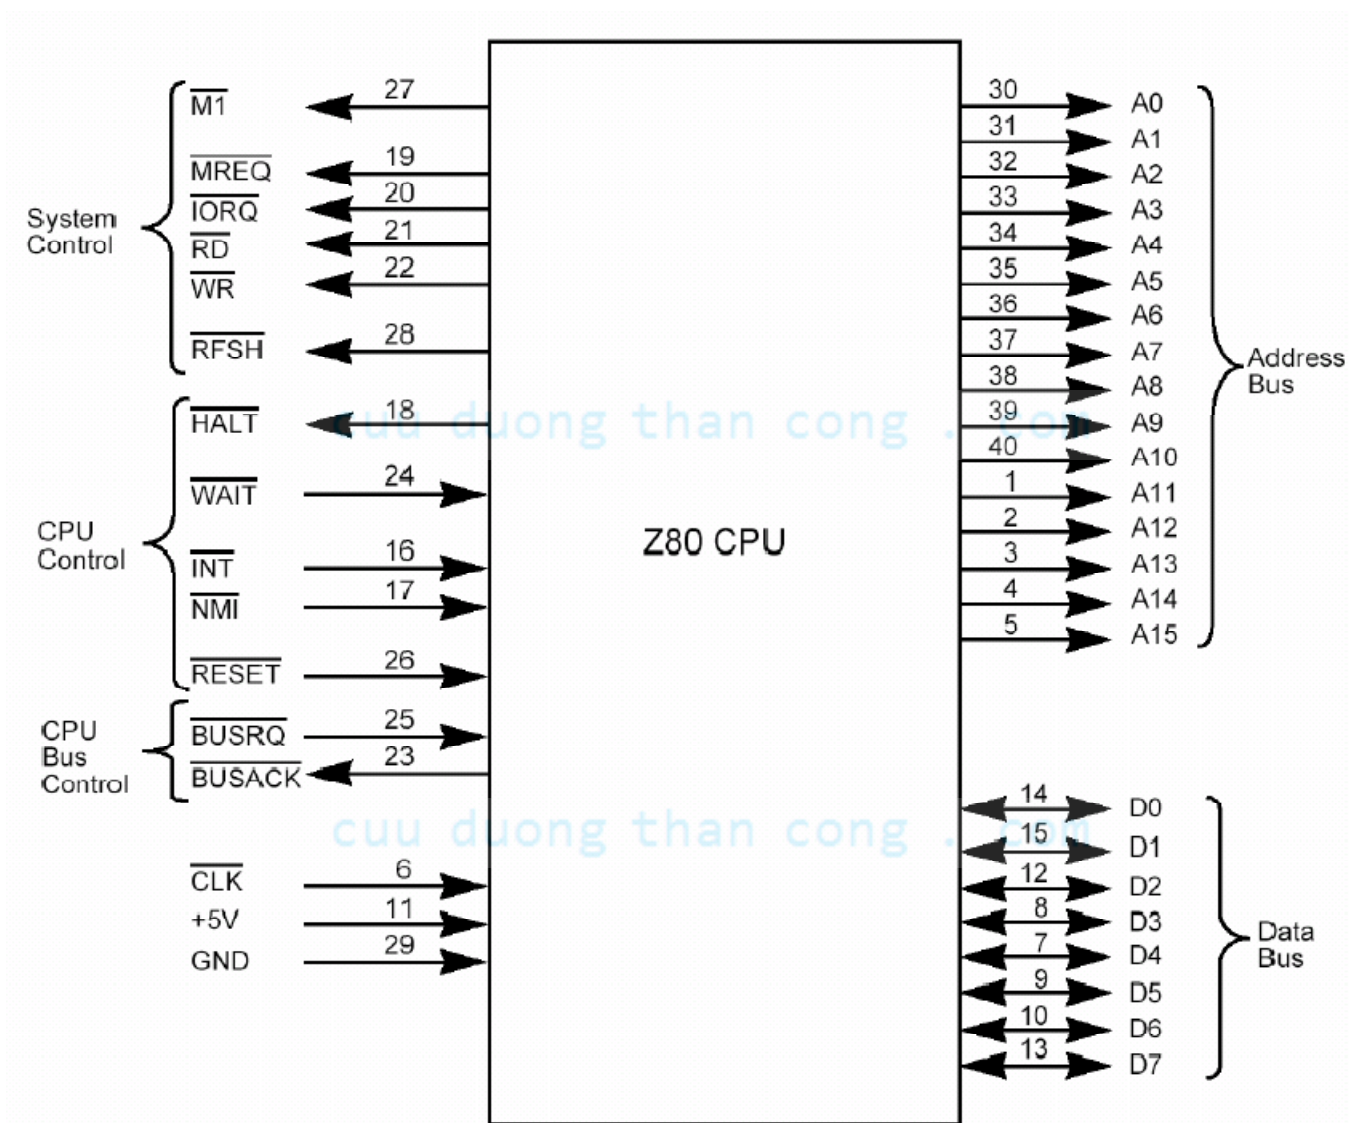 System
Control
M1 27
MREQ 19
IORQ 20
RD 21
WR 22
RFSH 28
CPU
Control
HALT 18
WAIT 24
INT 16
NMI 17
RESET 26
CPU
Bus
Control
BUSRQ 25
BUSACK 23
CLK 6
+5V 11
GND 29
Z80 CPU
30 A0
31 A1
32 A2
33 A3
34 A4
35 A5
36 A6
37 A7
38 A8
39 A9
40 A10
1 A11
2 A12
3 A13
4 A14
5 A15
Address
Bus
14 D0
15 D1
12 D2
8 D3
7 D4
9 D5
10 D6
13 D7
Data
Bus
cuu duong than cong . com
cuu duong than cong . com